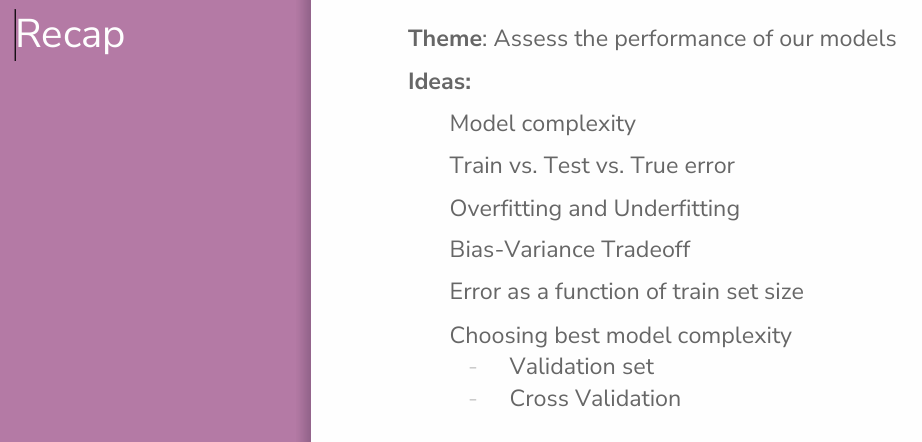 Recap
Theme: Assess the performance of our models
Ideas:
Model complexity
Train vs. Test vs. True error
Overfitting and Underfitting
Bias-Variance Tradeoff
Error as a function of train set size
Choosing best model complexity
- Validation set
- Cross Validation